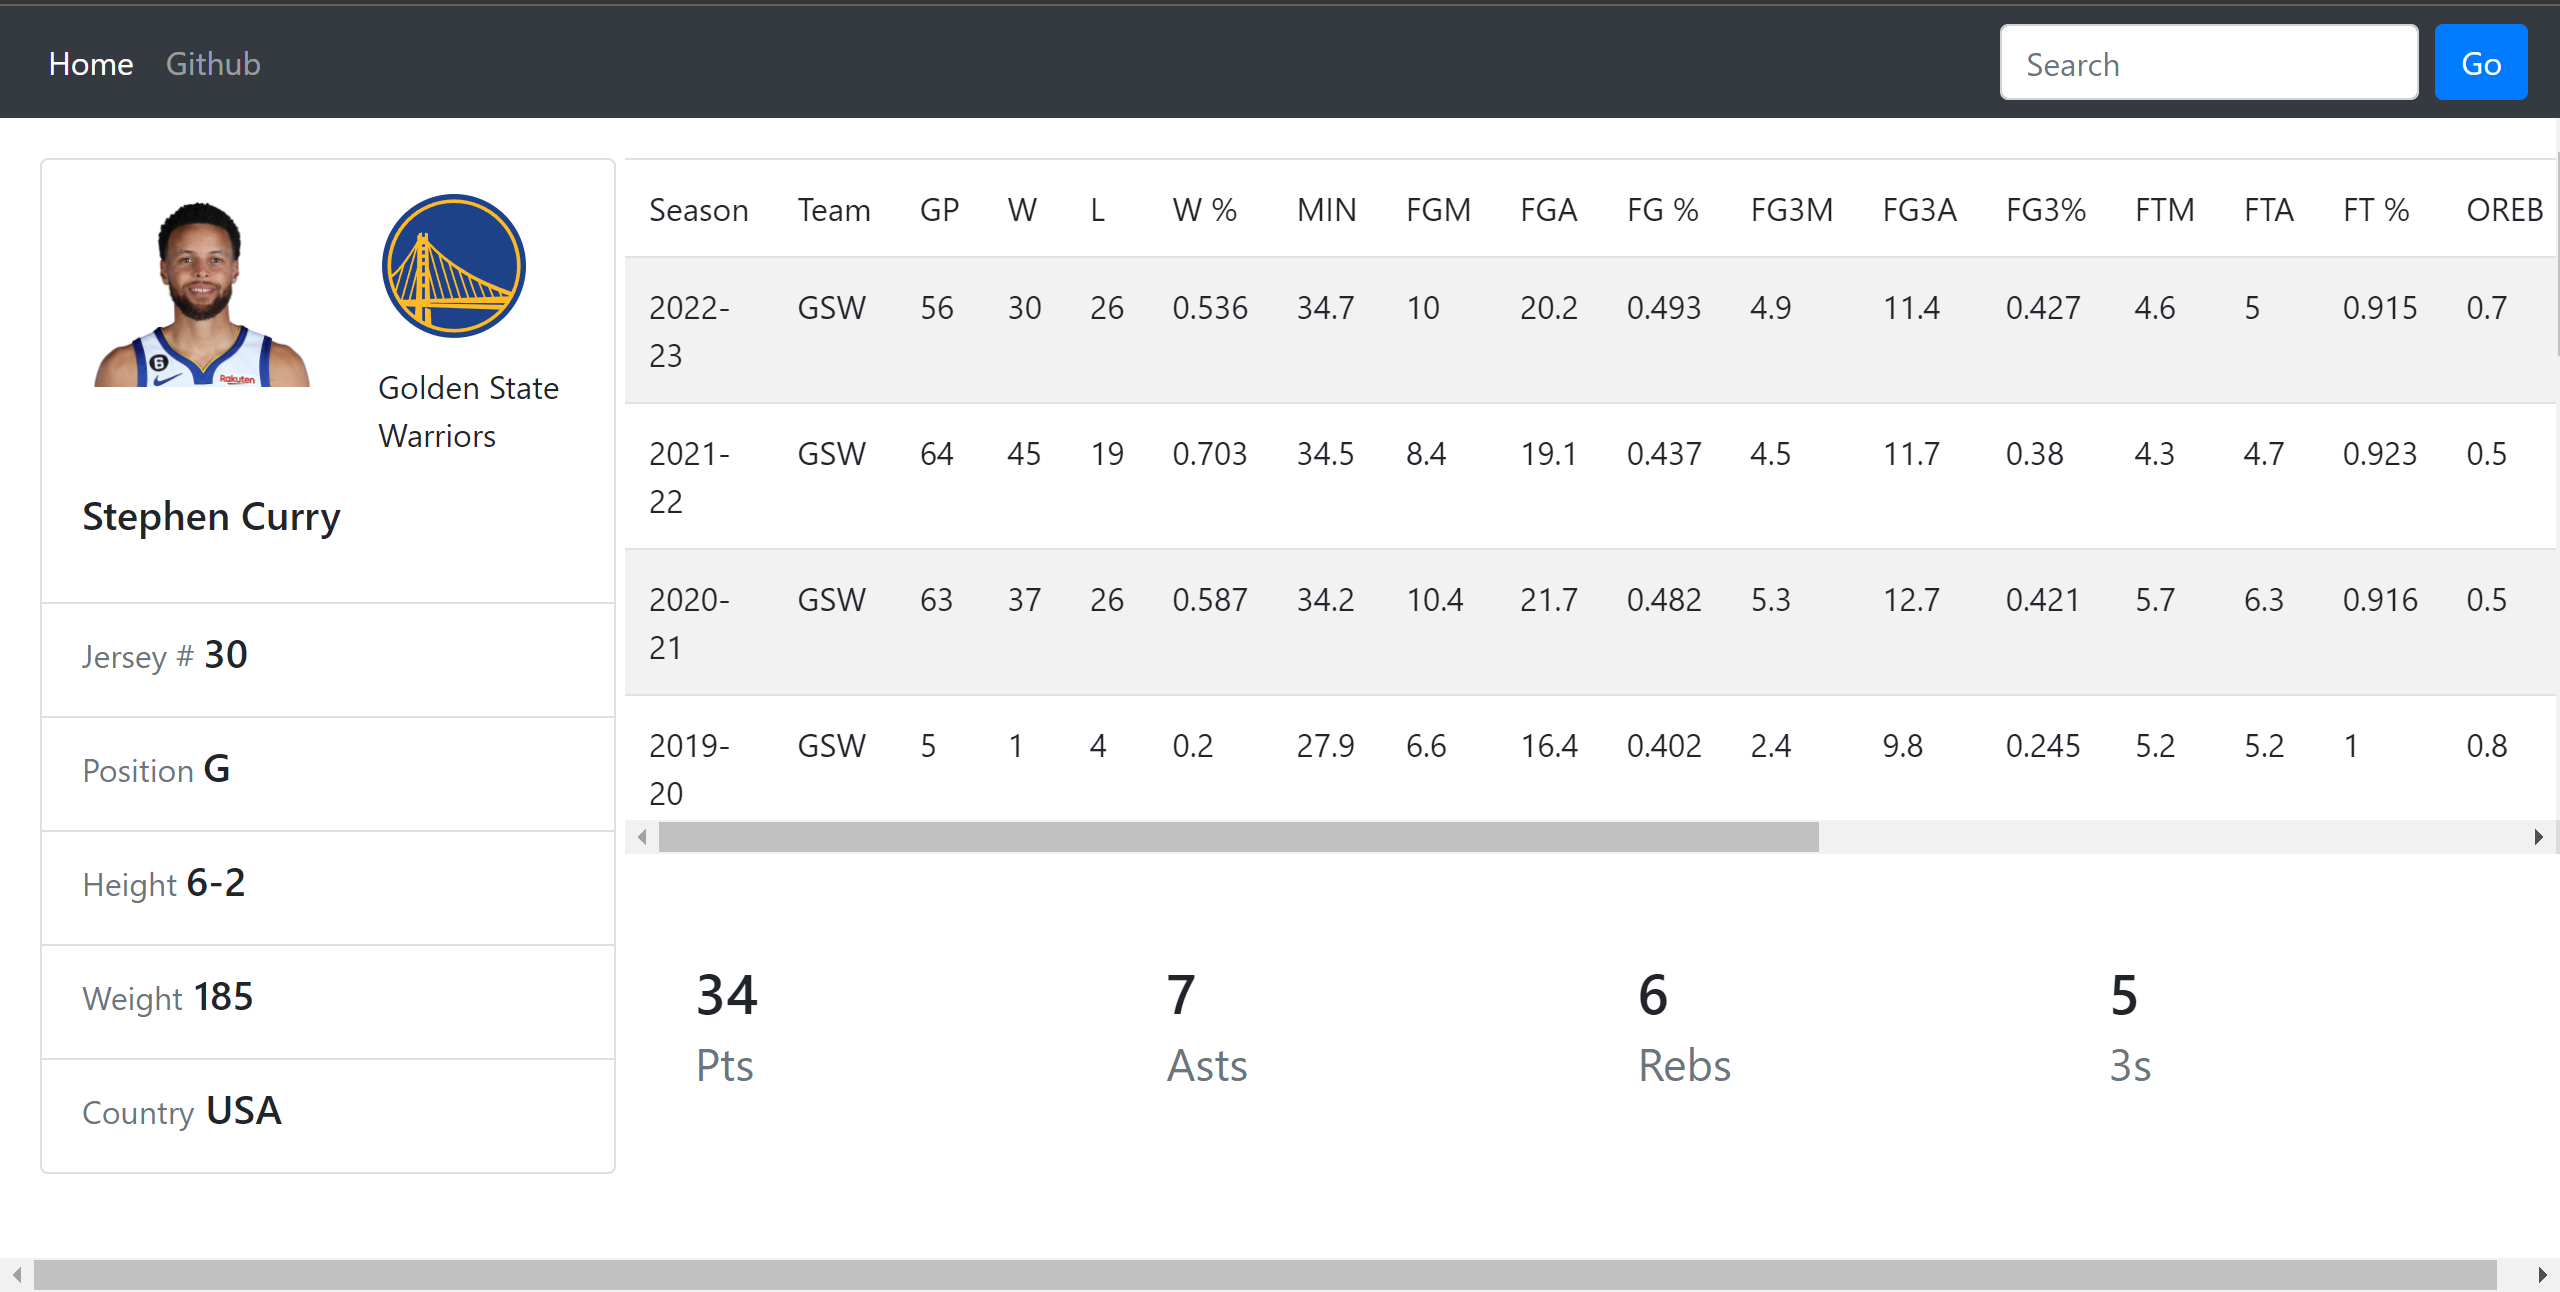 Home Github Search Go
Golden State
Warriors
Stephen Curry
Jersey # 30
Position G
Height 6-2
Weight 185
Country USA
Season Team GP W L W % MIN FGM FGA FG % FG3M FG3A FG3% FTM FTA FT % OREB
2022- GSW 56 30 26 0.536 34.7 10 20.2 0.493 4.9 11.4 0.427 4.6 5 0.915 0.7
23
2021- GSW 64 45 19 0.703 34.5 8.4 19.1 0.437 4.5 11.7 0.38 4.3 4.7 0.923 0.5
22
2020- GSW 63 37 26 0.587 34.2 10.4 21.7 0.482 5.3 12.7 0.421 5.7 6.3 0.916 0.5
21
2019- GSW 5 1 4 0.2 27.9 6.6 16.4 0.402 2.4 9.8 0.245 5.2 5.2 1 0.8
20
34 7 6 5
Pts Asts Rebs 3s
6
Rakuten